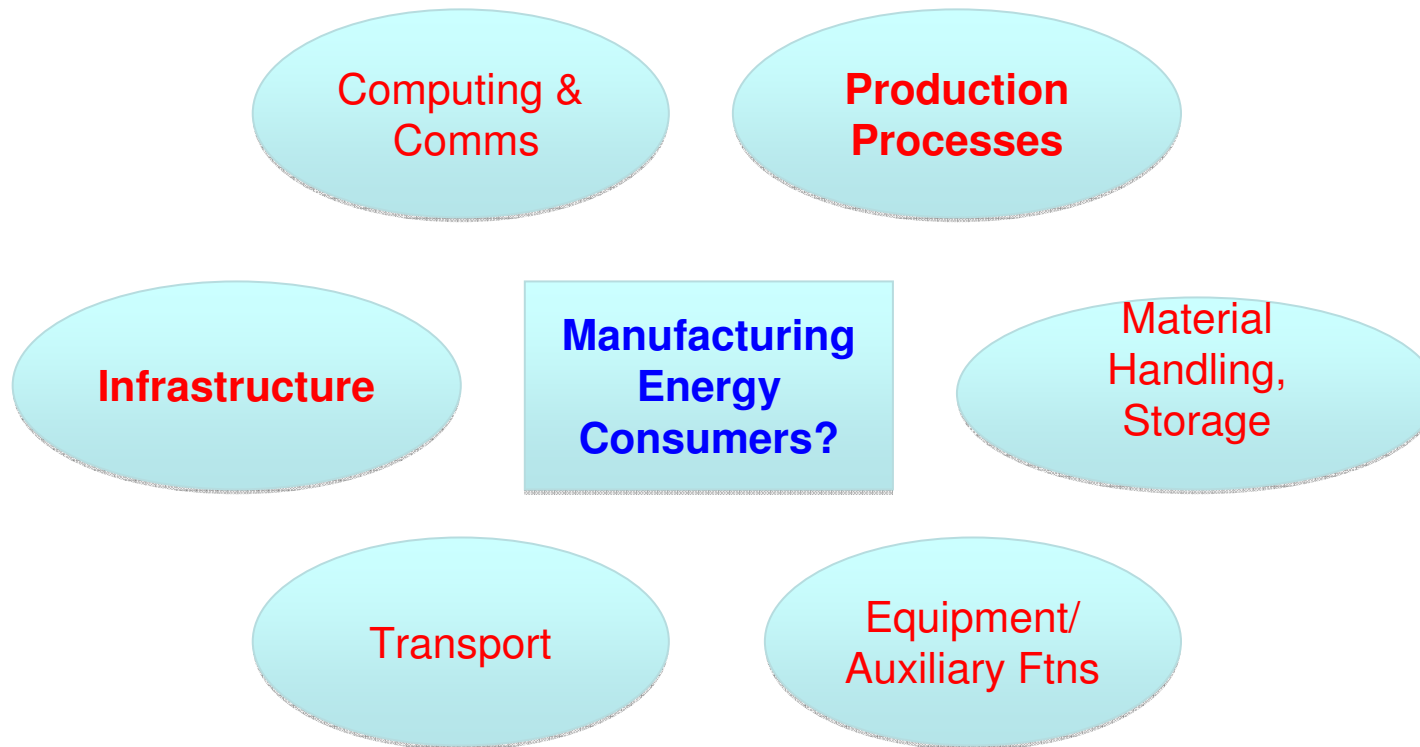 Computing &
Comms
Production
Processes
Infrastructure
Manufacturing
Energy
Consumers?
Material
Handling,
Storage
Transport
Equipment/
Auxiliary Ftns